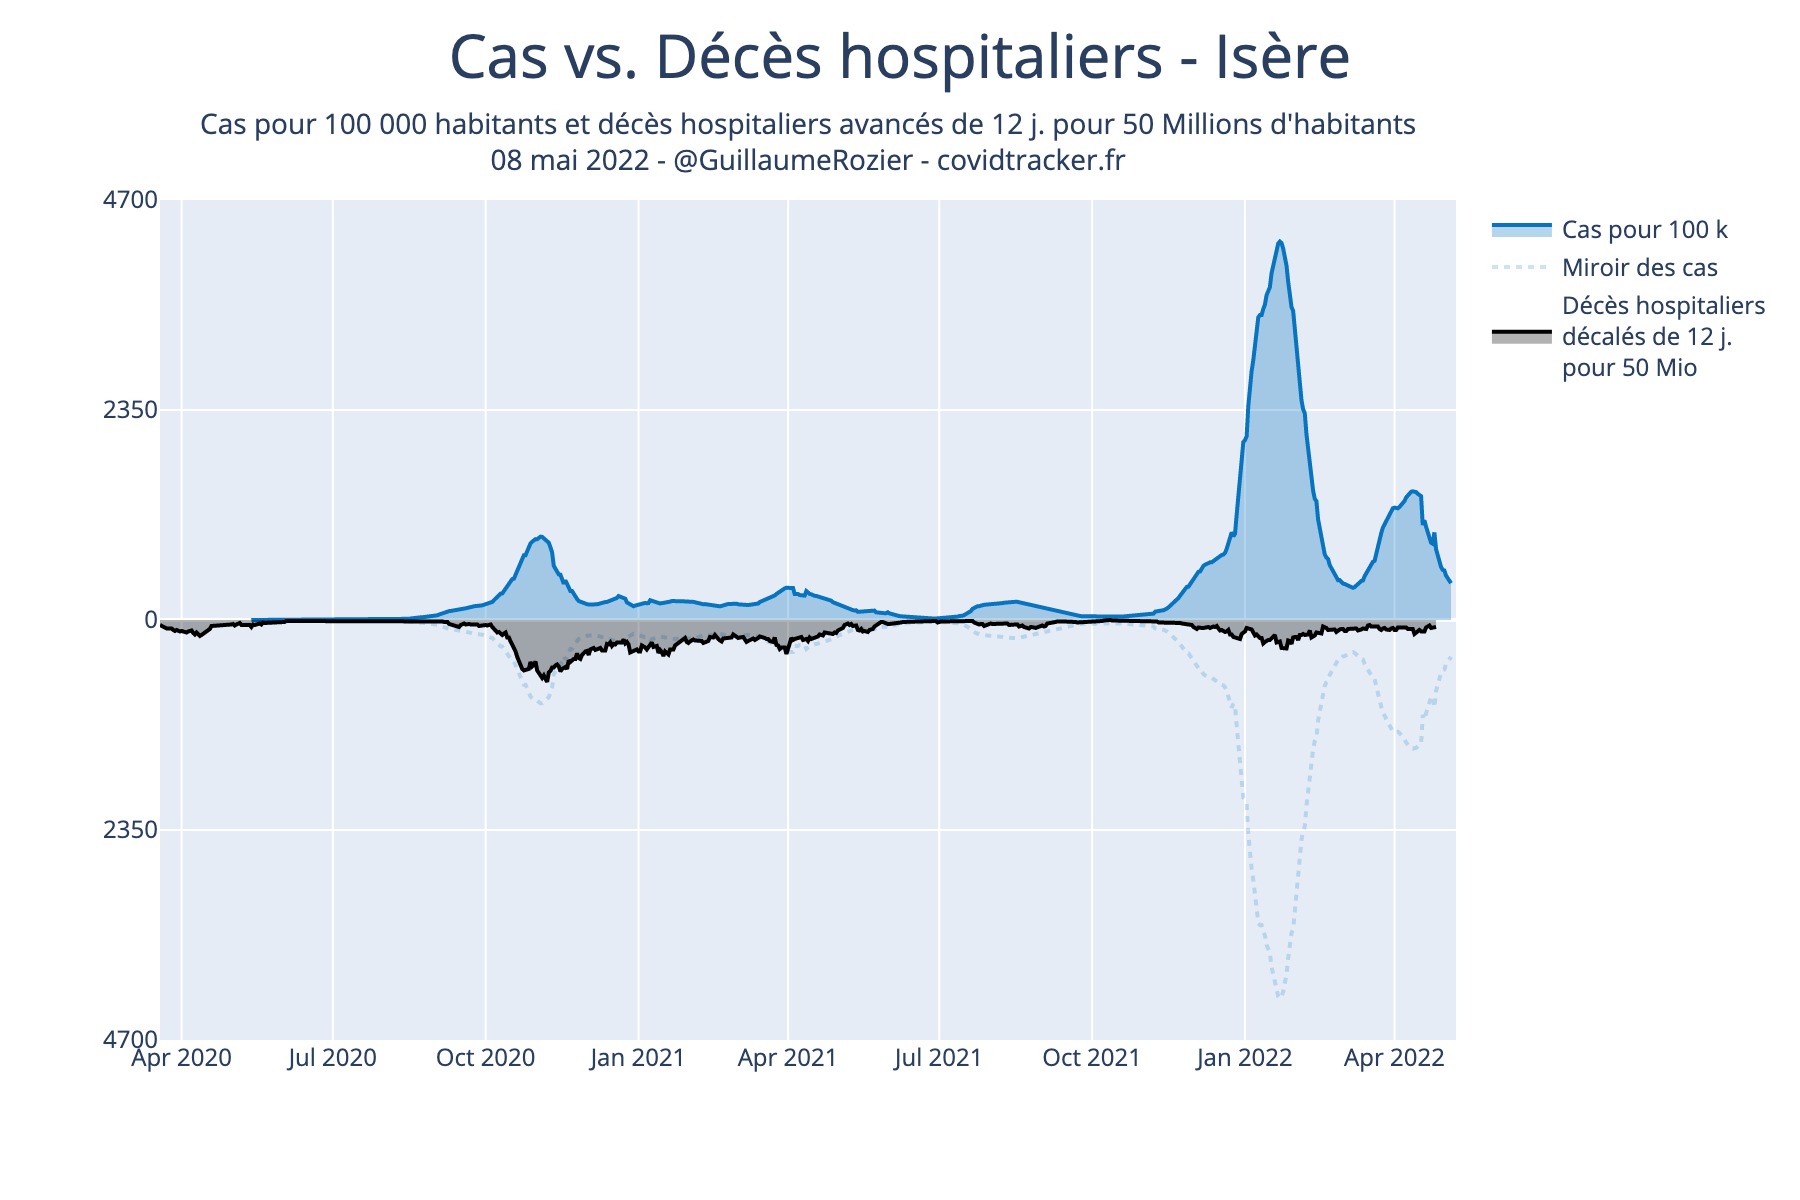 Cas vs. Décès hospitaliers - Isère
Cas pour 100 000 habitants et décès hospitaliers avancés de 12 j. pour 50 Millions d'habitants
08 mai 2022 - @GuillaumeRozier - covidtracker.fr
4700
2350
0
2350
4700
Apr 2020
Jul 2020
Oct 2020
Jan 2021
Apr 2021
Jul 2021
Oct 2021
Jan 2022
Apr 2022
Cas pour 100 k
Miroir des cas
Décès hospitaliers
décalés de 12 j.
pour 50 Mio